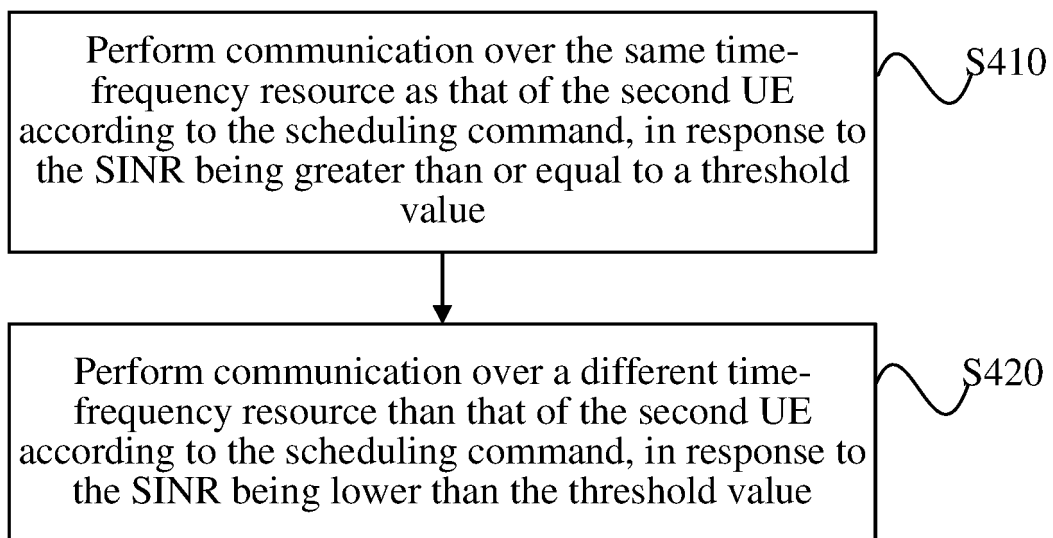 Perform communication over the same time-
frequency resource as that of the second UE
according to the scheduling command, in response to
the SINR being greater than or equal to a threshold
value
S410
Perform communication over a different time-
frequency resource than that of the second UE
according to the scheduling command, in response to
the SINR being lower than the threshold value
S420